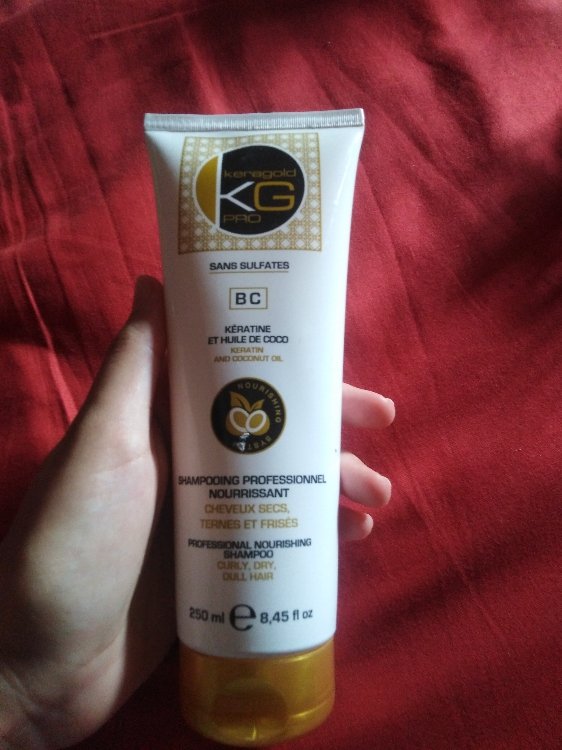 keragold
KG
PRO
SANS SULFATES
BC
KÉRATINE
ET HUILE DE COCO
KERATIN
AND COCONUT OIL
NOURISHING
SHAMPOOING PROFESSIONNEL
NOURRISSANT
CHEVEUX SECS,
TERNES ET FRISÉS
PROFESSIONAL NOURISHING
SHAMPOO
CURLY, DRY,
DULL HAIR
250 ml e 8,45 fl oz